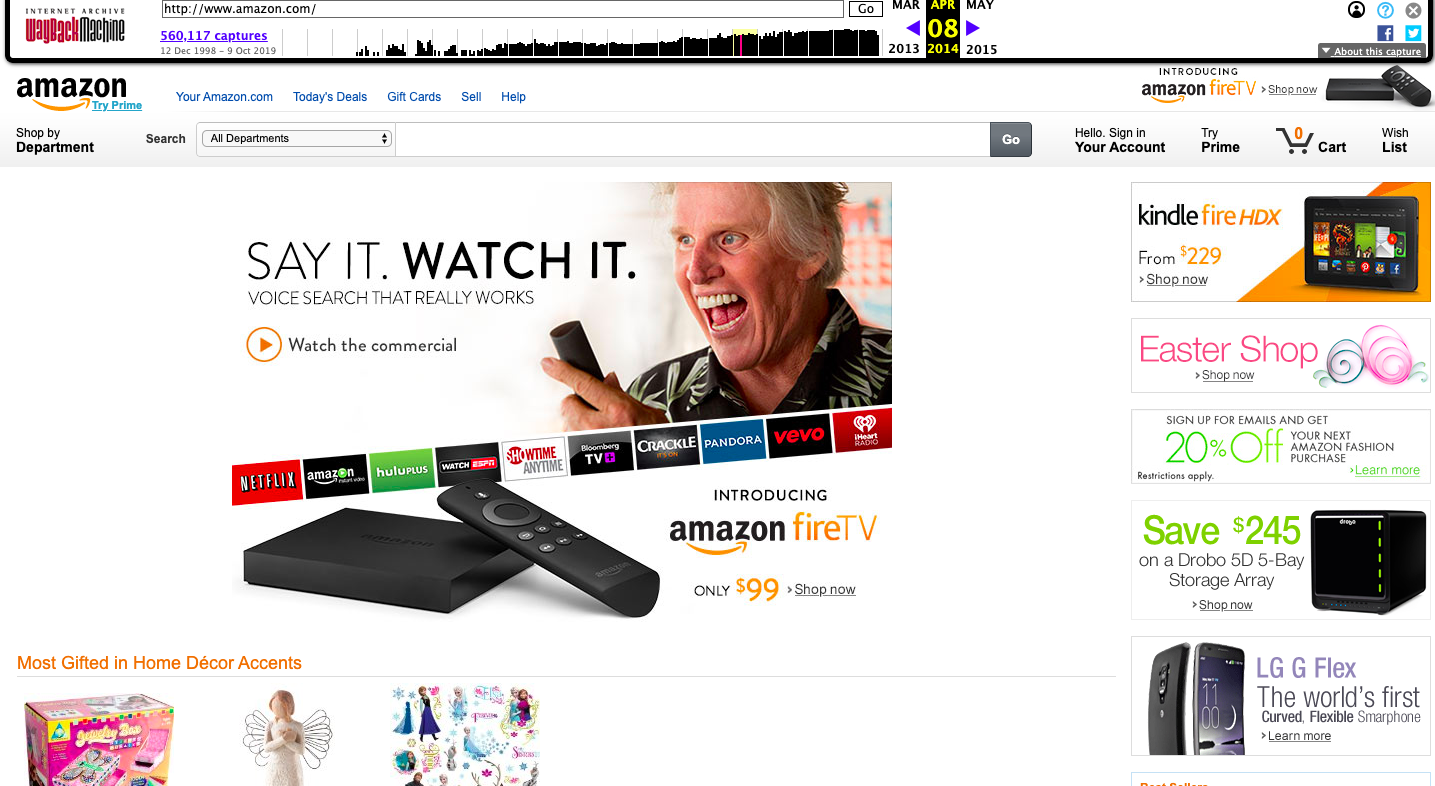 INTERNET ARCHIVE
WayBackMachine
http://www.amazon.com/
Go
560,117 captures
12 Dec 1998 – 9 Oct 2019
MAR APR MAY
08
2013 2014 2015
About this capture
amazon
Try Prime
Your Amazon.com Today's Deals Gift Cards Sell Help
INTRODUCING
amazon fireTV
Shop now
Shop by
Department
Search
All Departments
Go
Hello. Sign in
Your Account
Try
Prime
0
Cart
Wish
List
SAY IT. WATCH IT.
VOICE SEARCH THAT REALLY WORKS
Watch the commercial
NETFLIX
amazon
instant video
huluPLUS
WATCH ESPN
SHOWTIME
ANYTIME
Bloomberg
TV+
CRACKLE
IT'S ON
PANDORA
vevo
iHeart
RADIO
amazon
amazon
INTRODUCING
amazon fireTV
ONLY $99 Shop now
kindle fire HDX
From $229
Shop now
Easter Shop
Shop now
SIGN UP FOR EMAILS AND GET
20% Off
YOUR NEXT
AMAZON FASHION
PURCHASE
Restrictions apply.
Learn more
Save $245
on a Drobo 5D 5-Bay
Storage Array
Shop now
drobo
LG G Flex
The world's first
Curved, Flexible Smarphone
Learn more
11
00
Most Gifted in Home Décor Accents
Jewelry Box
Best Sellers